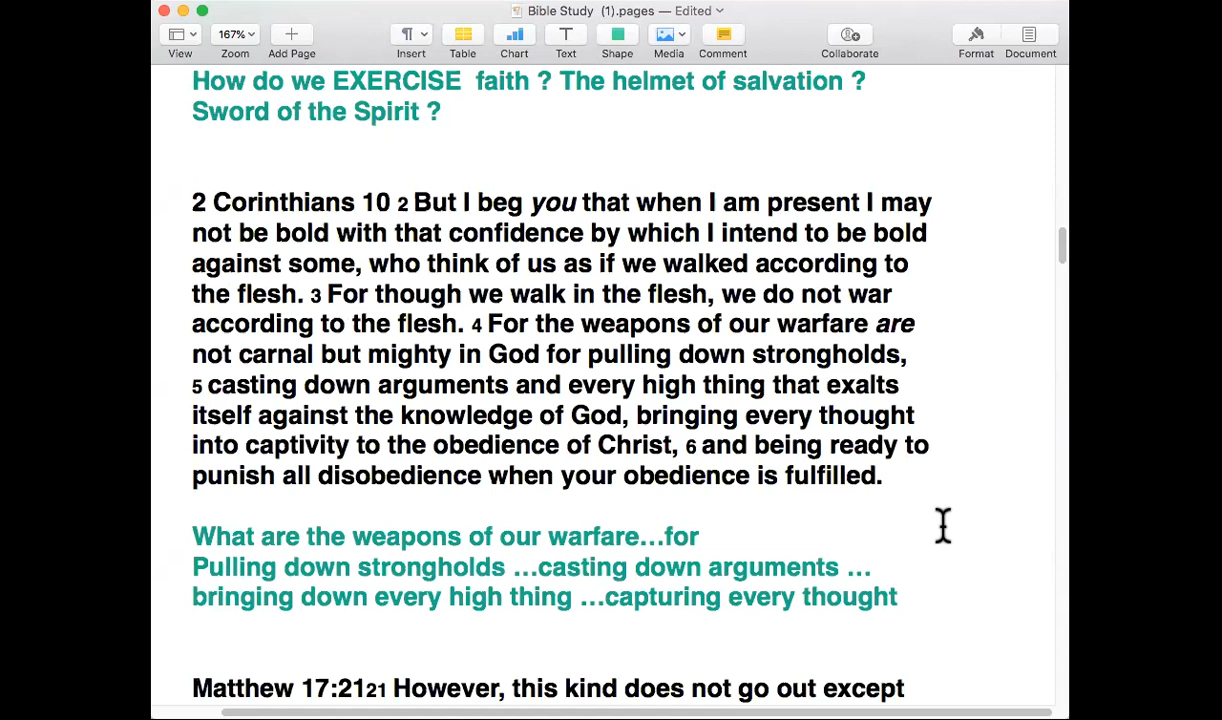 Bible Study (1).pages — Edited
167%
View
Zoom
Add Page
Insert
Table
Chart
Text
Shape
Media
Comment
Collaborate
Format
Document
How do we EXERCISE faith ? The helmet of salvation ?
Sword of the Spirit ?
2 Corinthians 10 2 But I beg you that when I am present I may
not be bold with that confidence by which I intend to be bold
against some, who think of us as if we walked according to
the flesh. 3 For though we walk in the flesh, we do not war
according to the flesh. 4 For the weapons of our warfare are
not carnal but mighty in God for pulling down strongholds,
5 casting down arguments and every high thing that exalts
itself against the knowledge of God, bringing every thought
into captivity to the obedience of Christ, 6 and being ready to
punish all disobedience when your obedience is fulfilled.
What are the weapons of our warfare…for
Pulling down strongholds …casting down arguments …
bringing down every high thing …capturing every thought
Matthew 17:21 21 However, this kind does not go out except